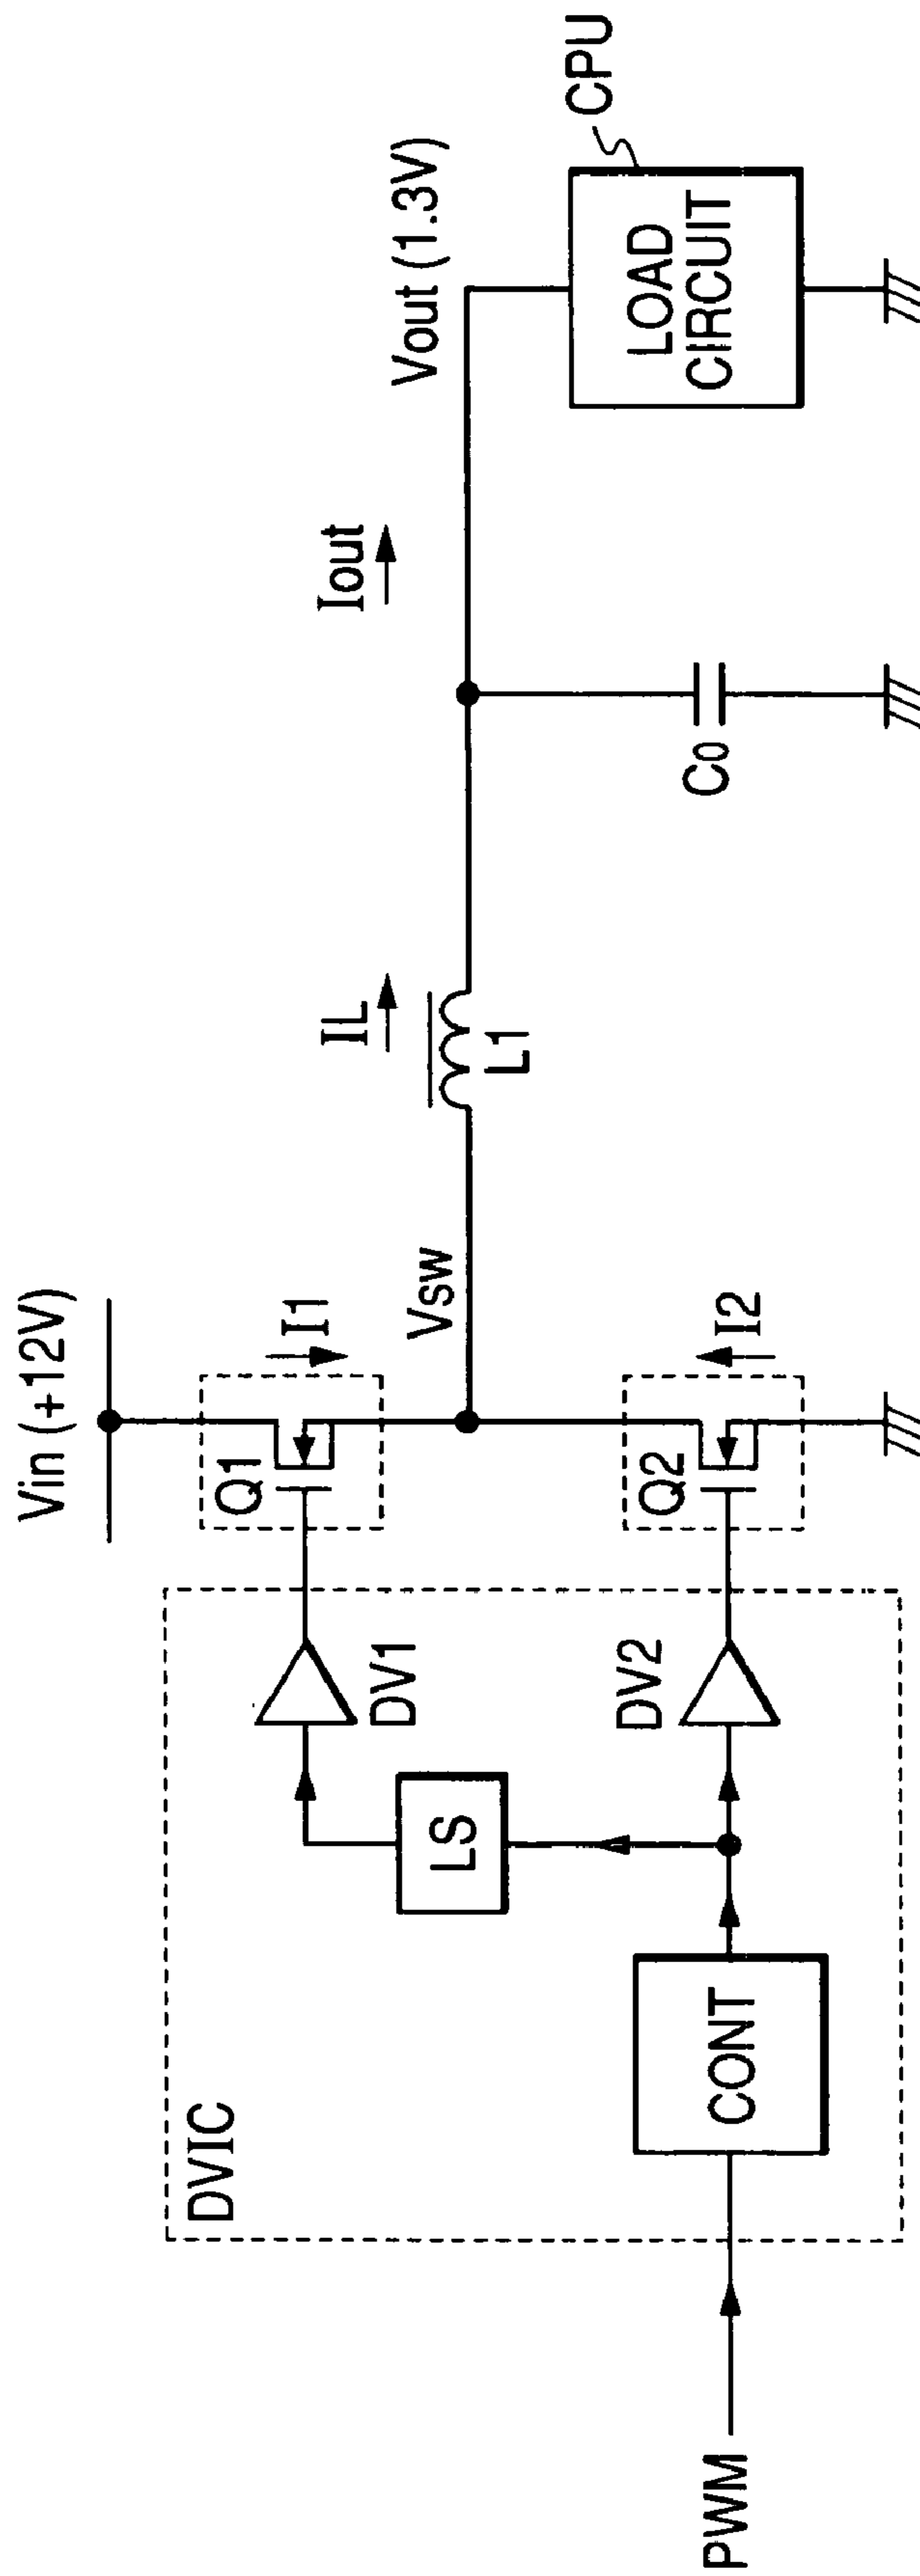 Vin (+12V)
I1
Q1
Vsw
IL
L1
Iout
Vout (1.3V)
CPU
LOAD
CIRCUIT
C0
I2
Q2
DVIC
DV1
LS
DV2
CONT
PWM